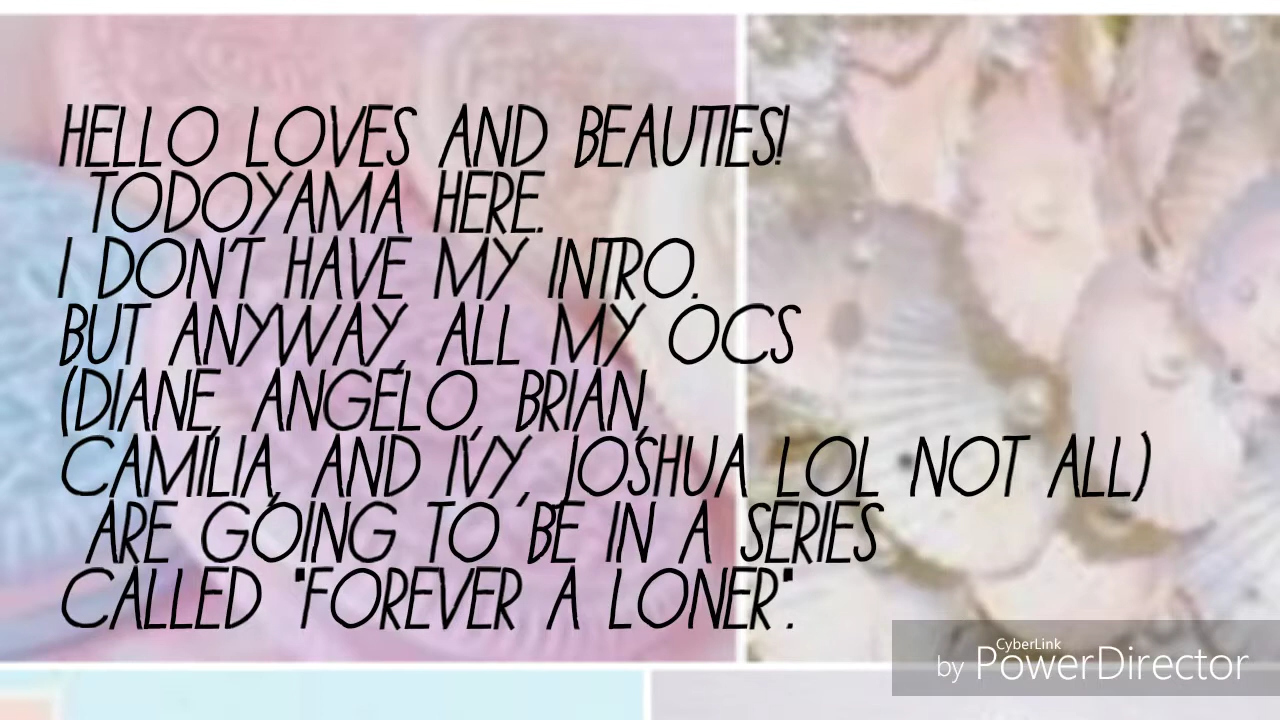 HELLO LOVES AND BEAUTIES!
TODOYAMA HERE.
I DON'T HAVE MY INTRO.
BUT ANYWAY, ALL MY OCS
(DIANE, ANGELO, BRIAN,
CAMILIA, AND IVY, JOSHUA LOL NOT ALL)
ARE GOING TO BE IN A SERIES
CALLED "FOREVER A LONER".
by CyberLink PowerDirector